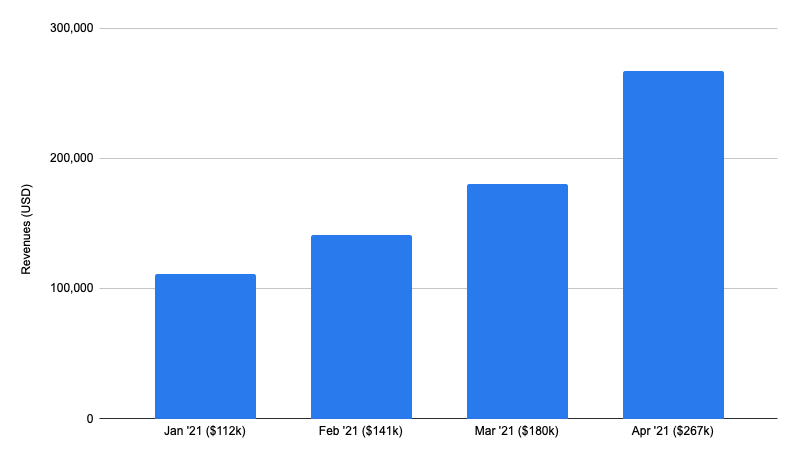 300,000
200,000
100,000
0
Revenues (USD)
Jan '21 ($112k)
Feb '21 ($141k)
Mar '21 ($180k)
Apr '21 ($267k)